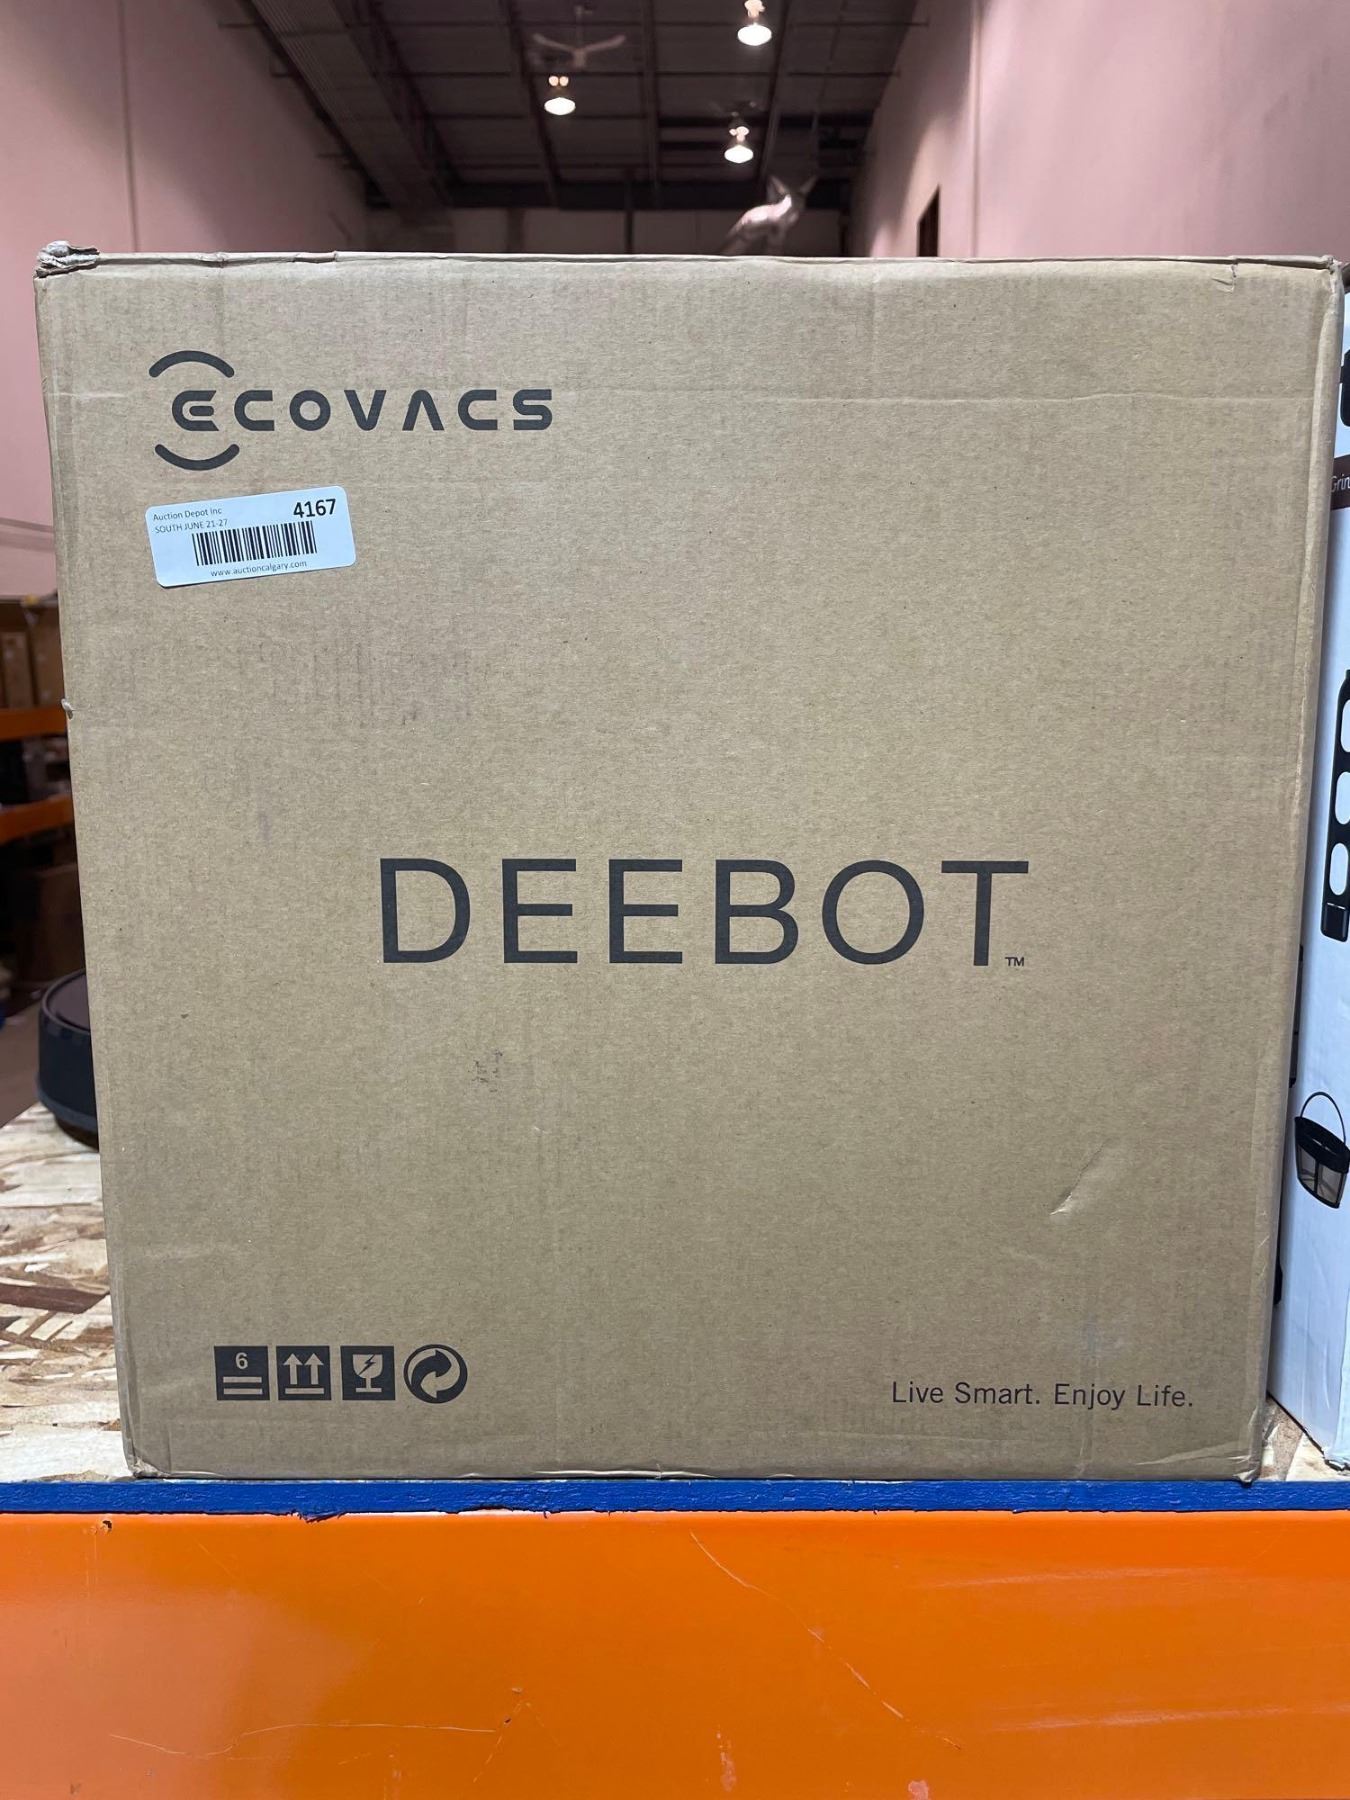 ECOVACS
Auction Depot Inc
4167
SOUTH JUNE 21-27
www.auctioncalgary.com
DEEBOT™
6
Live Smart. Enjoy Life.